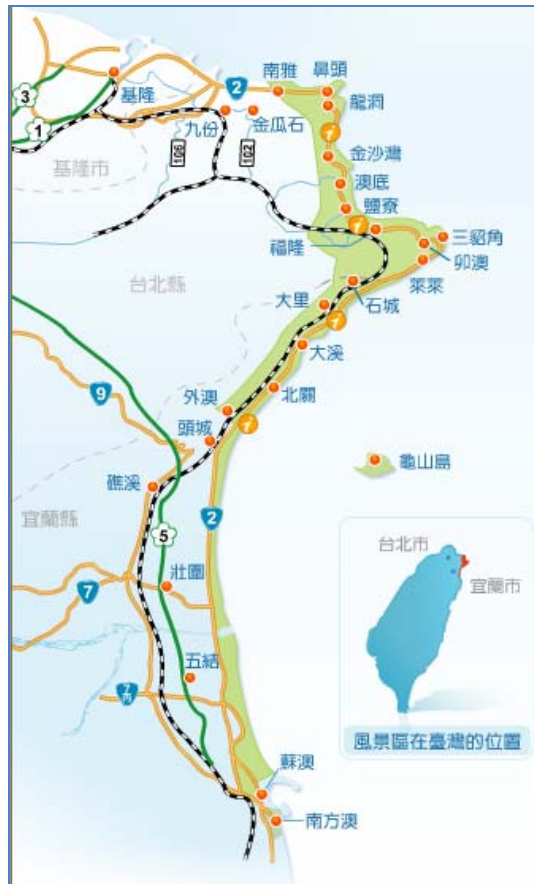 南雅
鼻頭
2
基隆
龍洞
3
九份
金瓜石
1
106
102
金沙灣
基隆市
澳底
鹽寮
福隆
三貂角
卯澳
萊萊
台北縣
石城
大里
大溪
9
北關
外澳
頭城
龜山島
礁溪
宜蘭縣
2
5
台北市
宜蘭市
壯圍
7
五結
7丙
風景區在臺灣的位置
蘇澳
南方澳